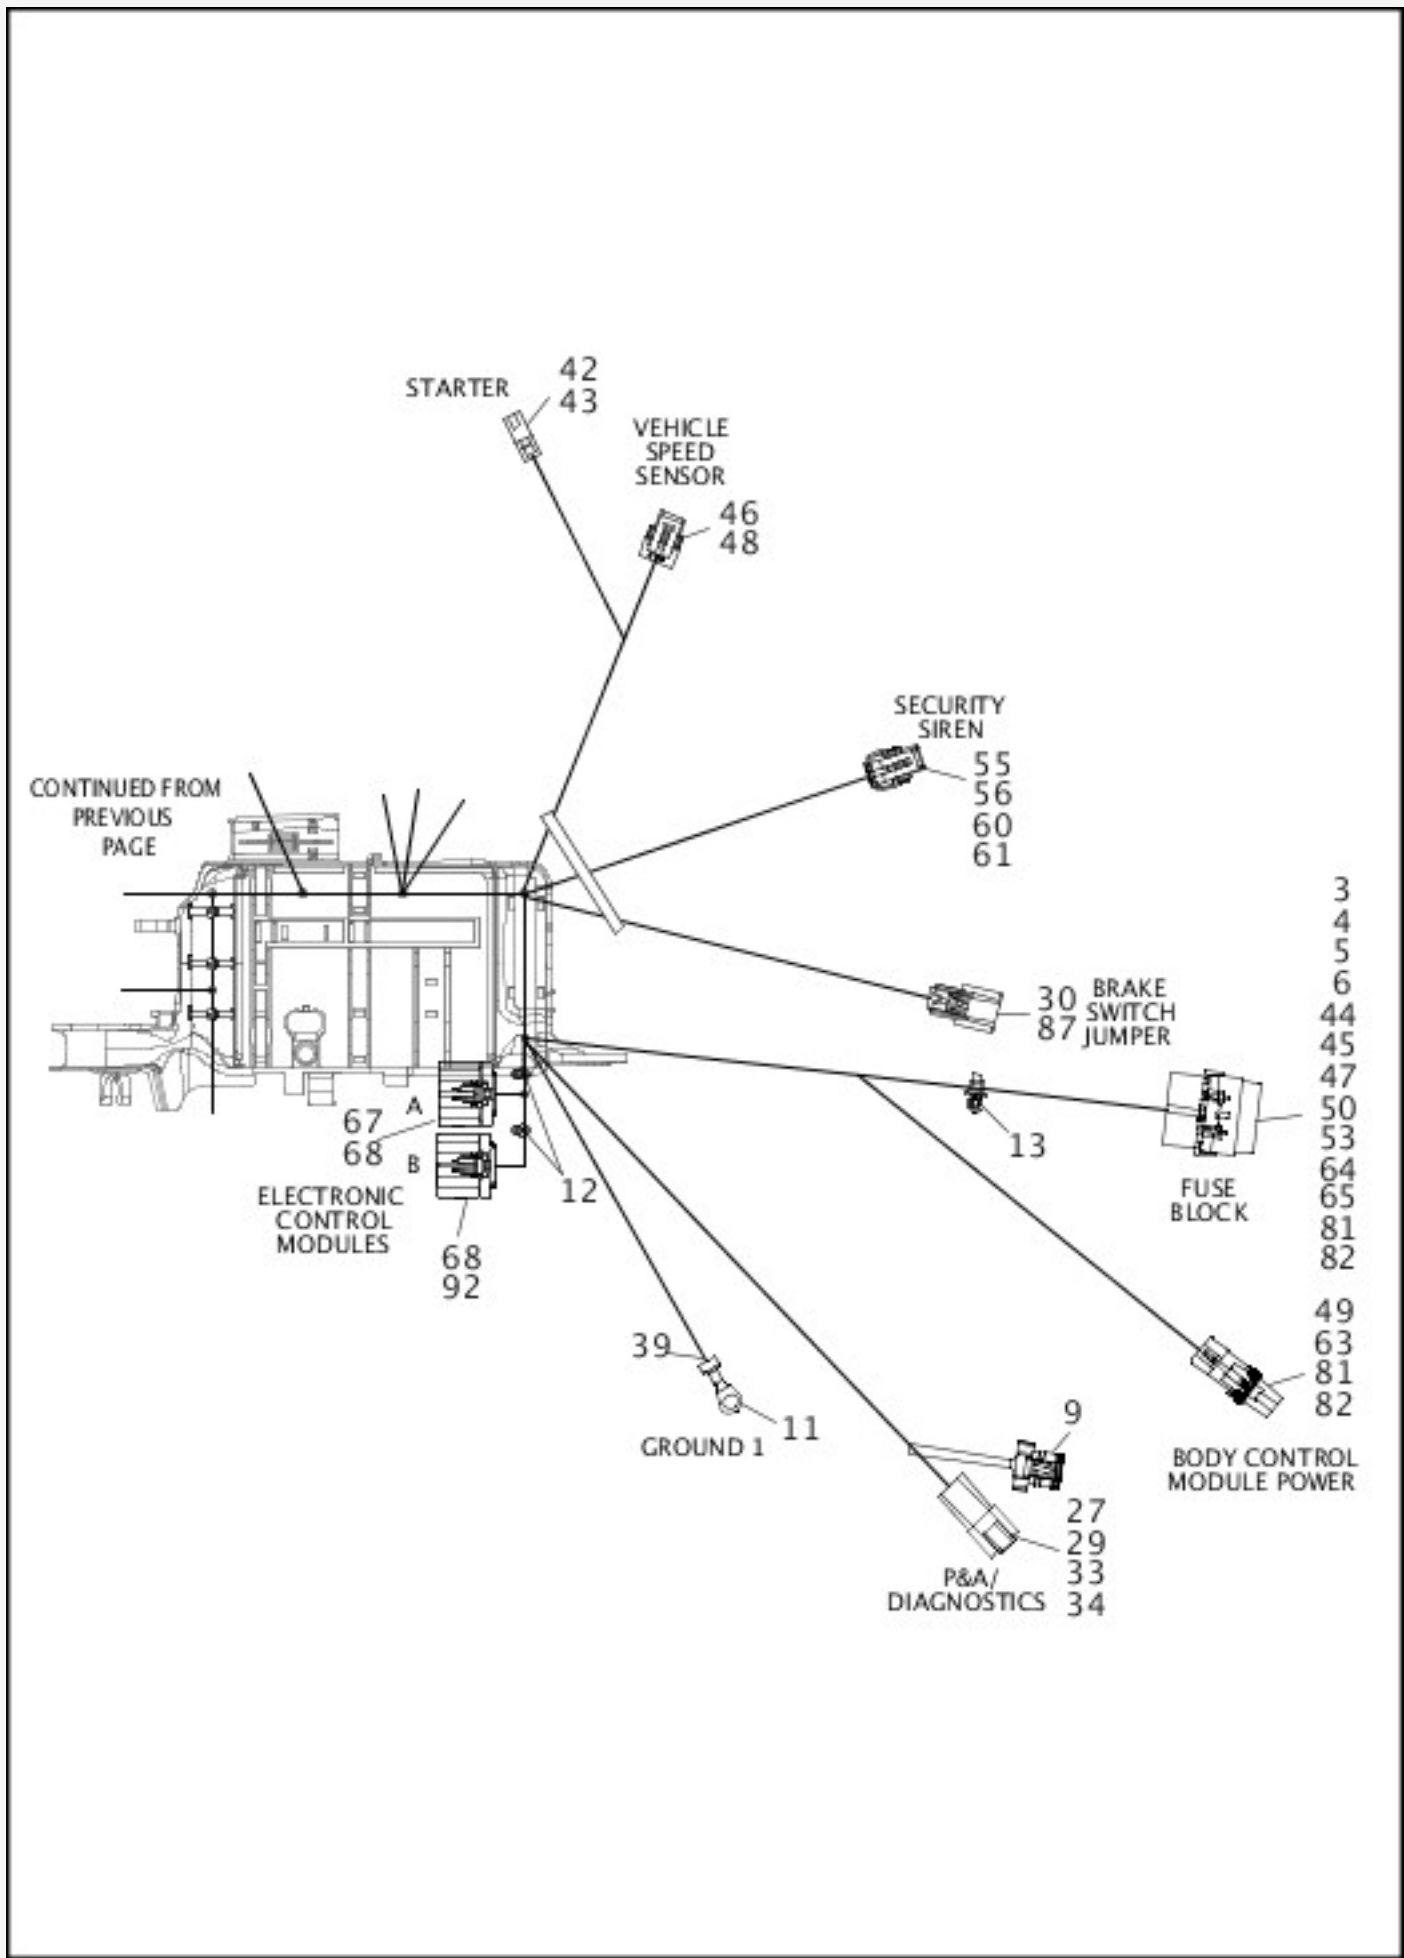 STARTER
42
43
VEHICLE
SPEED
SENSOR
46
48
SECURITY
SIREN
55
56
60
61
CONTINUED FROM
PREVIOUS
PAGE
30
87
BRAKE
SWITCH
JUMPER
3
4
5
6
44
45
47
50
53
64
65
81
82
13
FUSE
BLOCK
A
67
68
B
12
ELECTRONIC
CONTROL
MODULES
68
92
49
63
81
82
BODY CONTROL
MODULE POWER
39
11
GROUND 1
9
27
29
33
34
P&A/
DIAGNOSTICS